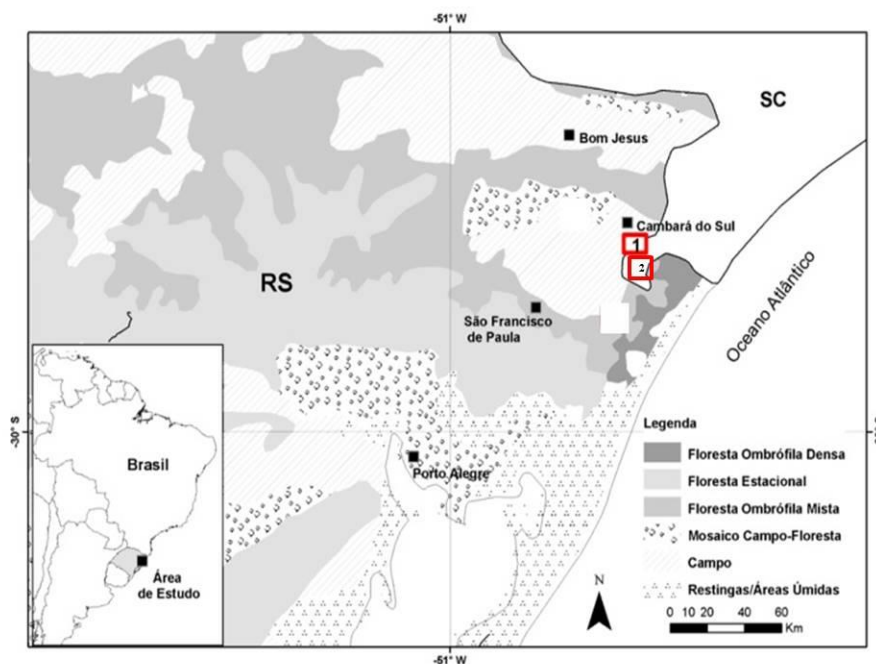 -51° W
SC
Bom Jesus
Cambará do Sul
1
2
RS
São Francisco
de Paula
Oceano Atlântico
-30° S
Porto Alegre
Brasil
Área
de Estudo
Legenda
Floresta Ombrófila Densa
Floresta Estacional
Floresta Ombrófila Mista
Mosaico Campo-Floresta
Campo
Restingas/Áreas Úmidas
N
0 10 20 40 60
Km
-51° W